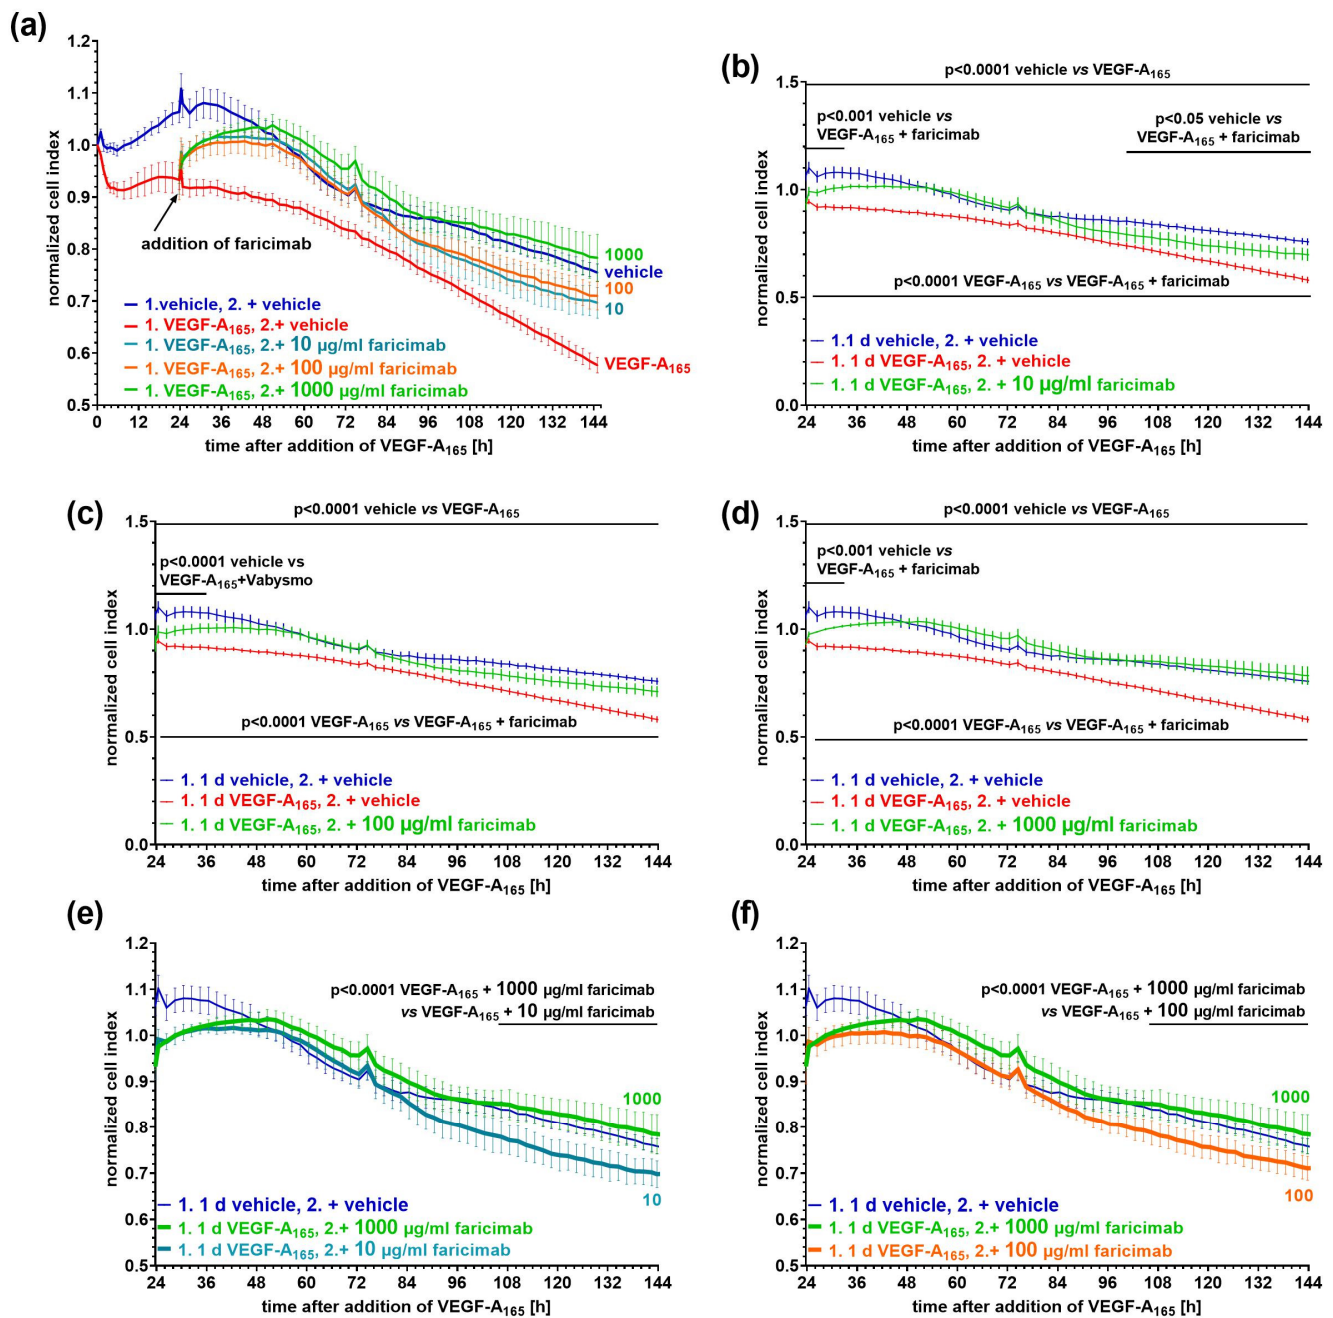 (a)
1.2
1.1
1.0
0.9
0.8
0.7
0.6
0.5
normalized cell index
addition of faricimab
1000
vehicle
100
10
VEGF-A165
1.vehicle, 2. + vehicle
1. VEGF-A165, 2.+ vehicle
1. VEGF-A165, 2.+ 10 µg/ml faricimab
1. VEGF-A165, 2.+ 100 µg/ml faricimab
1. VEGF-A165, 2.+ 1000 µg/ml faricimab
0 12 24 36 48 60 72 84 96 108 120 132 144
time after addition of VEGF-A165 [h]
(b)
1.5
1.0
0.5
0.0
normalized cell index
p<0.0001 vehicle vs VEGF-A165
p<0.001 vehicle vs
VEGF-A165 + faricimab
p<0.05 vehicle vs
VEGF-A165 + faricimab
p<0.0001 VEGF-A165 vs VEGF-A165 + faricimab
1.1 d vehicle, 2. + vehicle
1. 1 d VEGF-A165, 2. + vehicle
1. 1 d VEGF-A165, 2. + 10 µg/ml faricimab
24 36 48 60 72 84 96 108 120 132 144
time after addition of VEGF-A165 [h]
(c)
1.5
1.0
0.5
0.0
normalized cell index
p<0.0001 vehicle vs VEGF-A165
p<0.0001 vehicle vs
VEGF-A165+Vabysmo
p<0.0001 VEGF-A165 vs VEGF-A165 + faricimab
1. 1 d vehicle, 2. + vehicle
1. 1 d VEGF-A165, 2. + vehicle
1. 1 d VEGF-A165, 2. + 100 µg/ml faricimab
24 36 48 60 72 84 96 108 120 132 144
time after addition of VEGF-A165 [h]
(d)
1.5
1.0
0.5
0.0
normalized cell index
p<0.0001 vehicle vs VEGF-A165
p<0.001 vehicle vs
VEGF-A165 + faricimab
p<0.0001 VEGF-A165 vs VEGF-A165 + faricimab
1. 1 d vehicle, 2. + vehicle
1. 1 d VEGF-A165, 2. + vehicle
1. 1 d VEGF-A165, 2. + 1000 µg/ml faricimab
24 36 48 60 72 84 96 108 120 132 144
time after addition of VEGF-A165 [h]
(e)
1.2
1.1
1.0
0.9
0.8
0.7
0.6
0.5
normalized cell index
p<0.0001 VEGF-A165 + 1000 µg/ml faricimab
vs VEGF-A165 + 10 µg/ml faricimab
1000
10
1. 1 d vehicle, 2. + vehicle
1. 1 d VEGF-A165, 2.+ 1000 µg/ml faricimab
1. 1 d VEGF-A165, 2.+ 10 µg/ml faricimab
24 36 48 60 72 84 96 108 120 132 144
time after addition of VEGF-A165 [h]
(f)
1.2
1.1
1.0
0.9
0.8
0.7
0.6
0.5
normalized cell index
p<0.0001 VEGF-A165 + 1000 µg/ml faricimab
vs VEGF-A165 + 100 µg/ml faricimab
1000
100
1. 1 d vehicle, 2. + vehicle
1. 1 d VEGF-A165, 2.+ 1000 µg/ml faricimab
1. 1 d VEGF-A165, 2.+ 100 µg/ml faricimab
24 36 48 60 72 84 96 108 120 132 144
time after addition of VEGF-A165 [h]